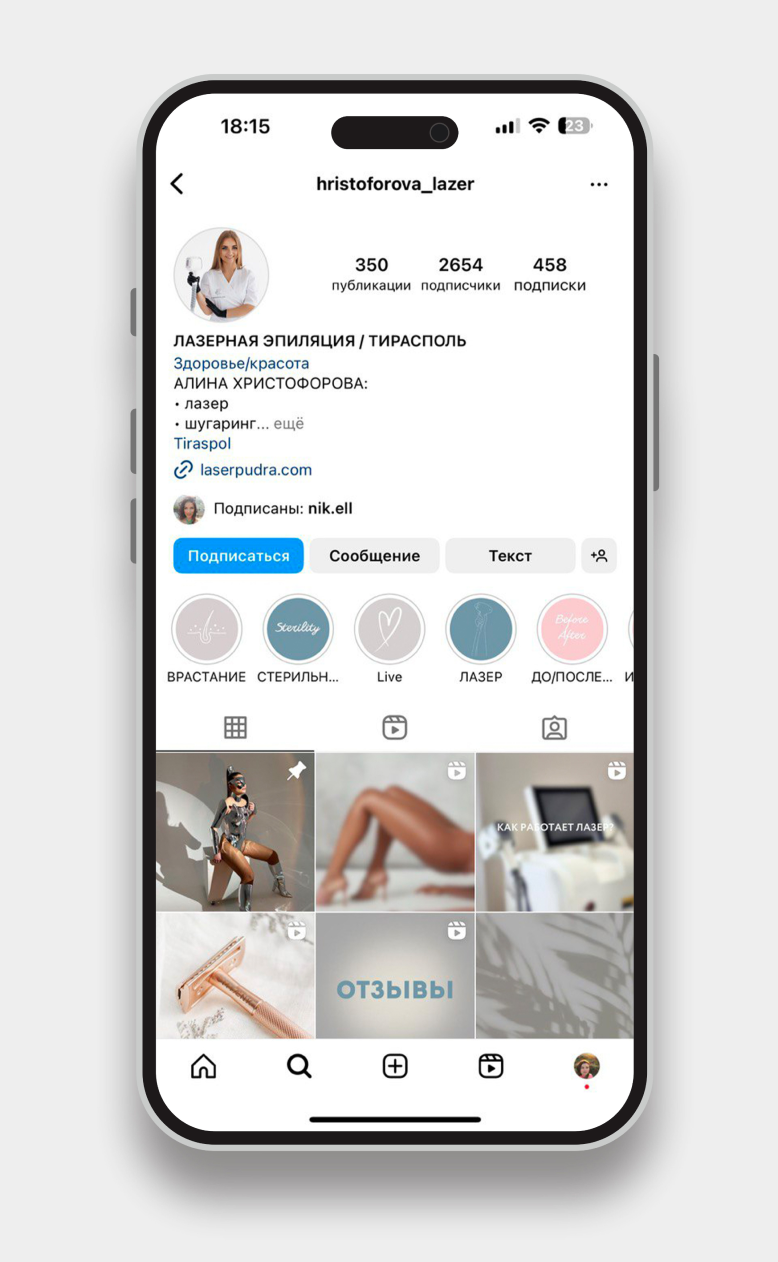 18:15
23
hristoforova_lazer
350
2654
458
публикации
подписчики
подписки
ЛАЗЕРНАЯ ЭПИЛЯЦИЯ / ТИРАСПОЛЬ
Здоровье/красота
АЛИНА ХРИСТОФОРОВА:
• лазер
• шугаринг... ещё
Tiraspol
laserpudra.com
Подписаны: nik.ell
Подписаться
Сообщение
Текст
Sterility
Before
After
ВРАСТАНИЕ
СТЕРИЛЬН...
Live
ЛАЗЕР
ДО/ПОСЛЕ...
И
КАК РАБОТАЕТ ЛАЗЕР?
ОТЗЫВЫ